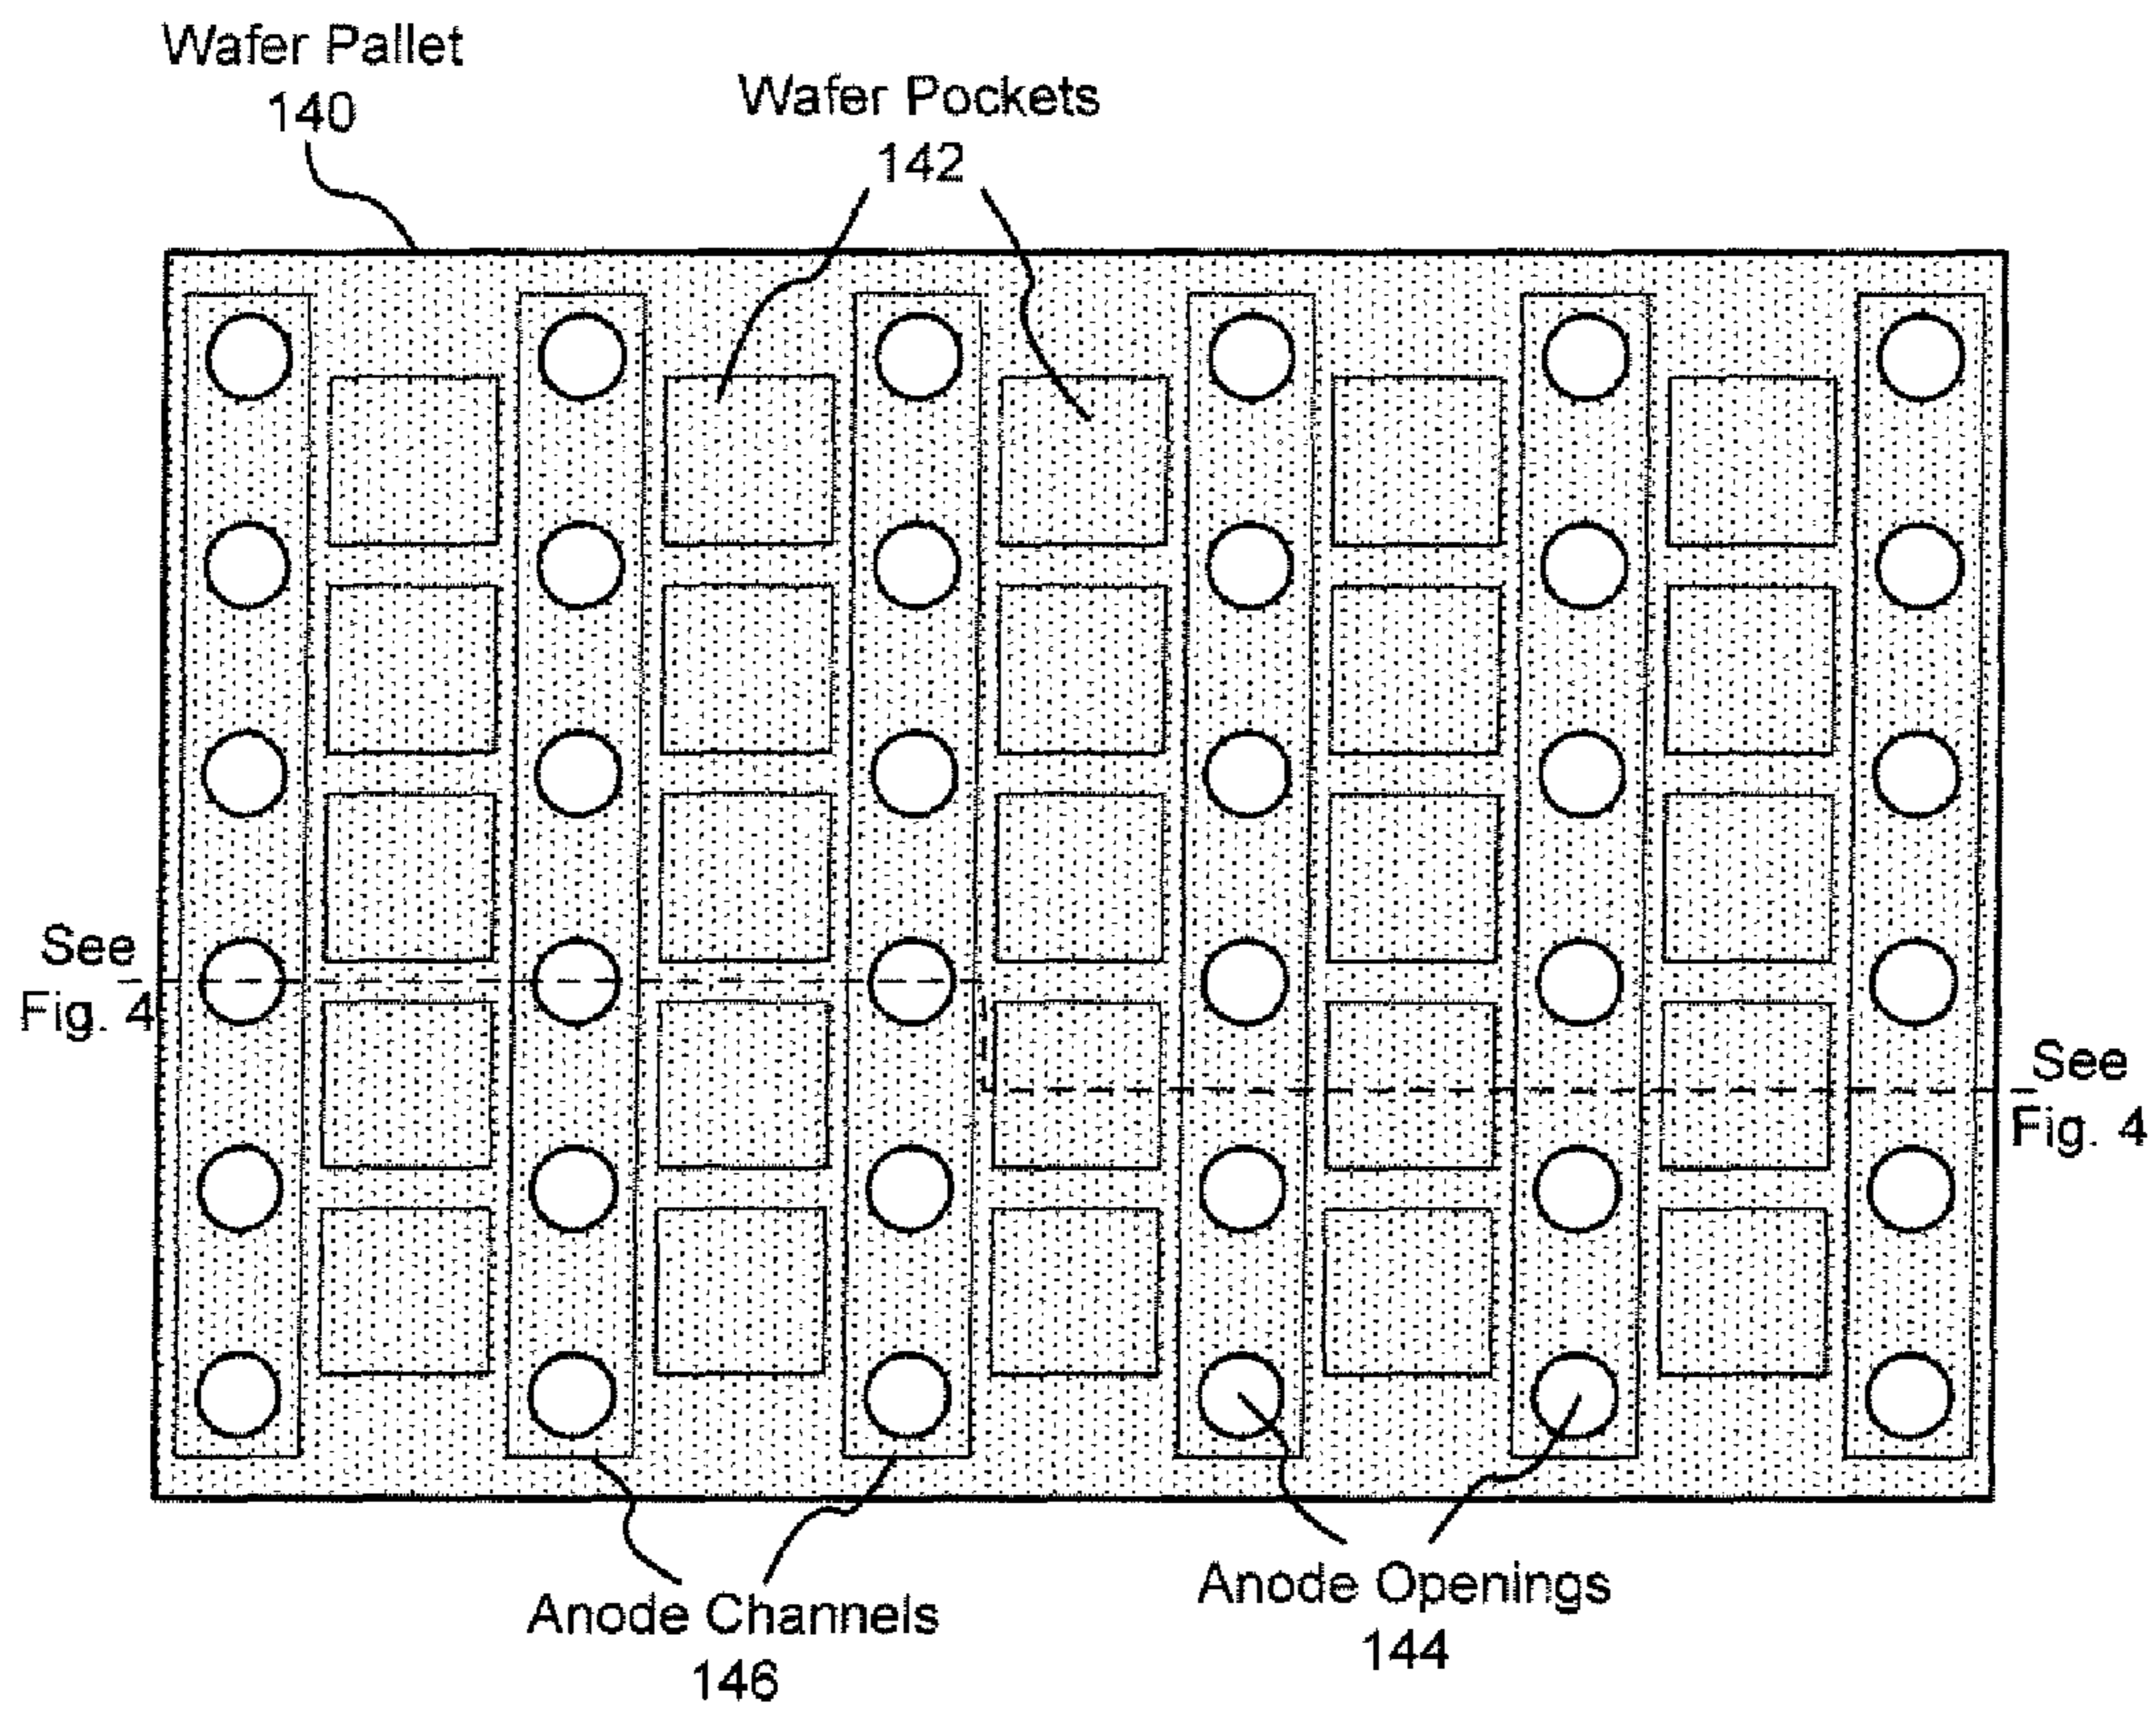 Wafer Pallet
140
Wafer Pockets
142
See
Fig. 4
See
Fig. 4
Anode Channels
146
Anode Openings
144